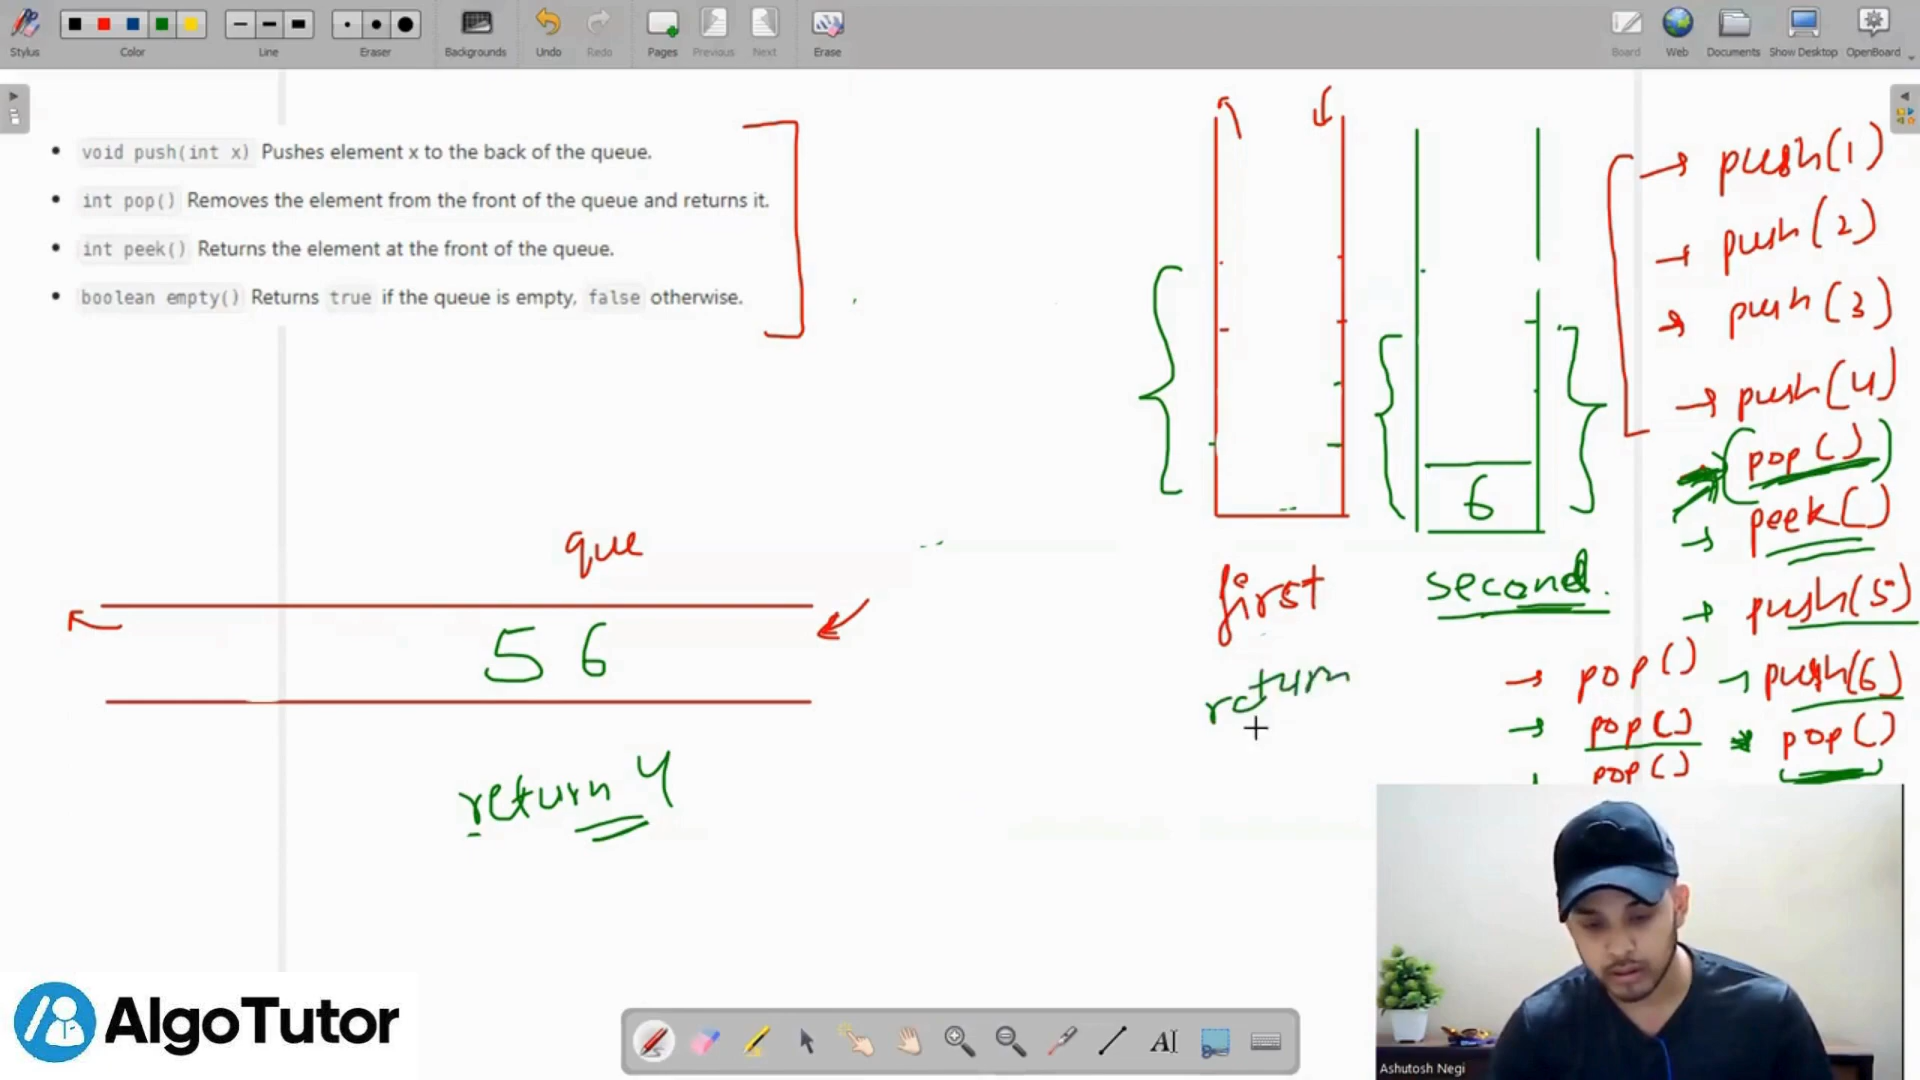 Stylus
Color
Line
Eraser
Backgrounds
Undo
Redo
Pages
Previous
Next
Erase
Board
Web
Documents
Show Desktop
OpenBoard
void push(int x) Pushes element x to the back of the queue.
int pop() Removes the element from the front of the queue and returns it.
int peek() Returns the element at the front of the queue.
boolean empty() Returns true if the queue is empty, false otherwise.
que
5 6
return 4
6
first
second.
return
push(1)
push(2)
push(3)
push(4)
pop()
peek()
push(5)
push(6)
pop()
pop()
pop()
pop()
AlgoTutor
Ashutosh Negi